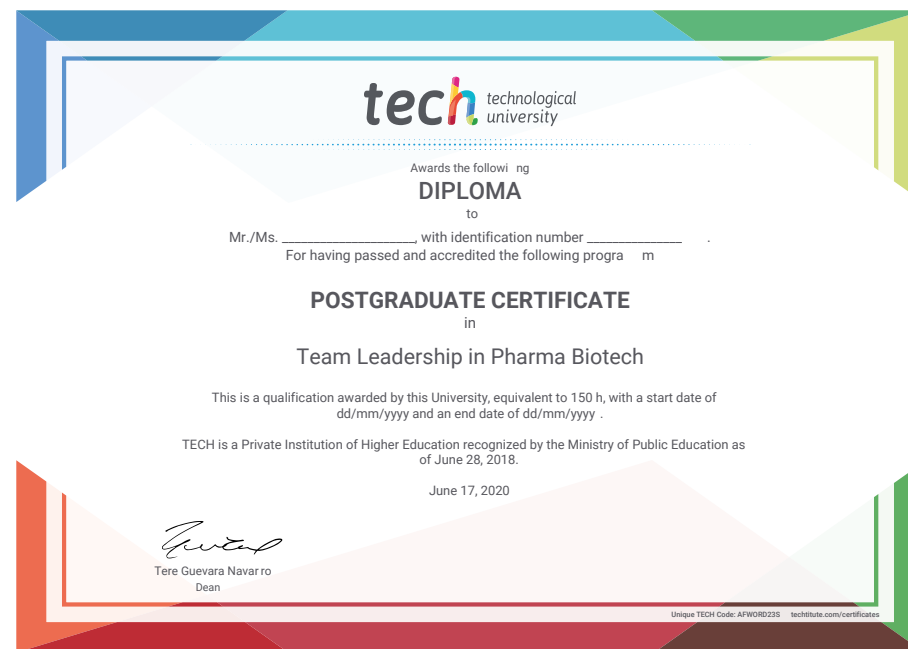 tech technological
university
Awards the followi ng
DIPLOMA
to
Mr./Ms. ____________________, with identification number ______________ .
For having passed and accredited the following progra m
POSTGRADUATE CERTIFICATE
in
Team Leadership in Pharma Biotech
This is a qualification awarded by this University, equivalent to 150 h, with a start date of
dd/mm/yyyy and an end date of dd/mm/yyyy .
TECH is a Private Institution of Higher Education recognized by the Ministry of Public Education as
of June 28, 2018.
June 17, 2020
Tere Guevara Navar ro
Dean
Unique TECH Code: AFWORD23S techtitute.com/certificates